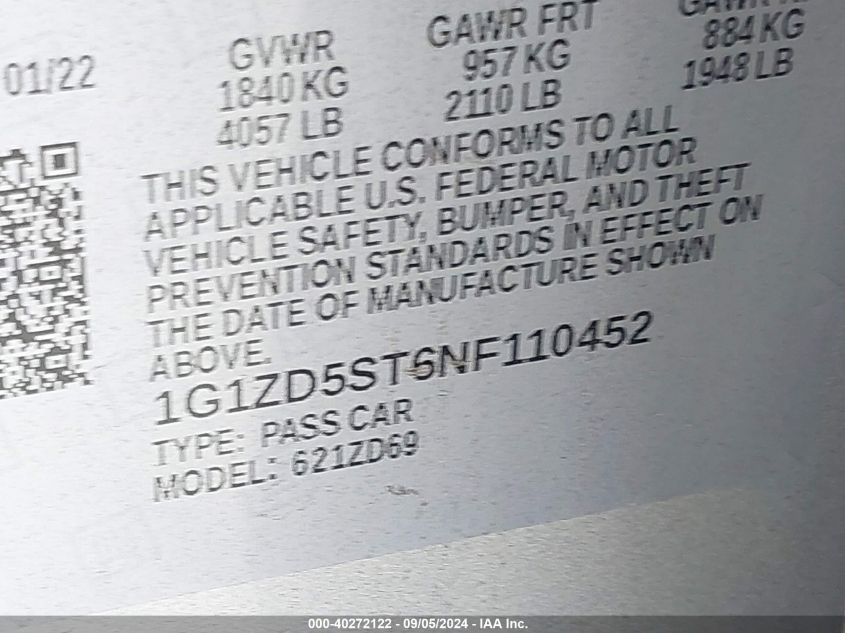 01/22 GVWR GAWR FRT GAWR
1840 KG 957 KG 884 KG
4057 LB 2110 LB 1948 LB
THIS VEHICLE CONFORMS TO ALL
APPLICABLE U.S. FEDERAL MOTOR
VEHICLE SAFETY, BUMPER, AND THEFT
PREVENTION STANDARDS IN EFFECT ON
THE DATE OF MANUFACTURE SHOWN
ABOVE.
1G1ZD5ST6NF110452
TYPE: PASS CAR
MODEL: 621ZD69
000-40272122 - 09/05/2024 - IAA Inc.